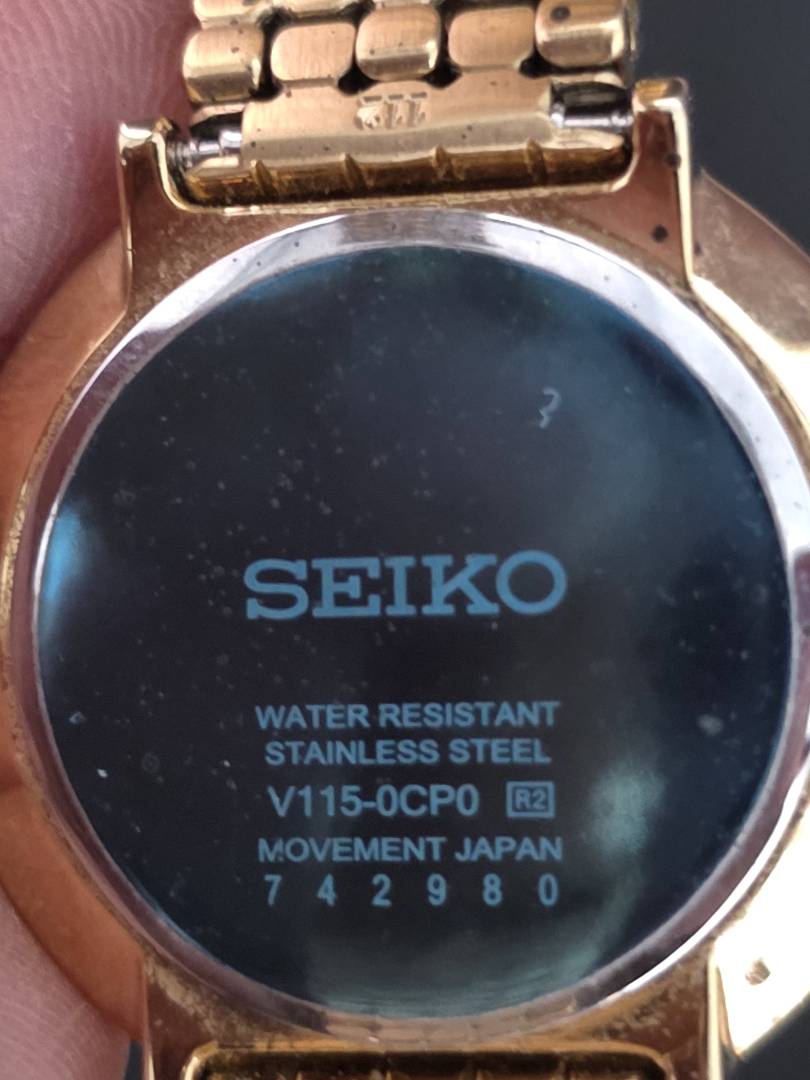 SEIKO
WATER RESISTANT
STAINLESS STEEL
V115-0CP0 R2
MOVEMENT JAPAN
742980